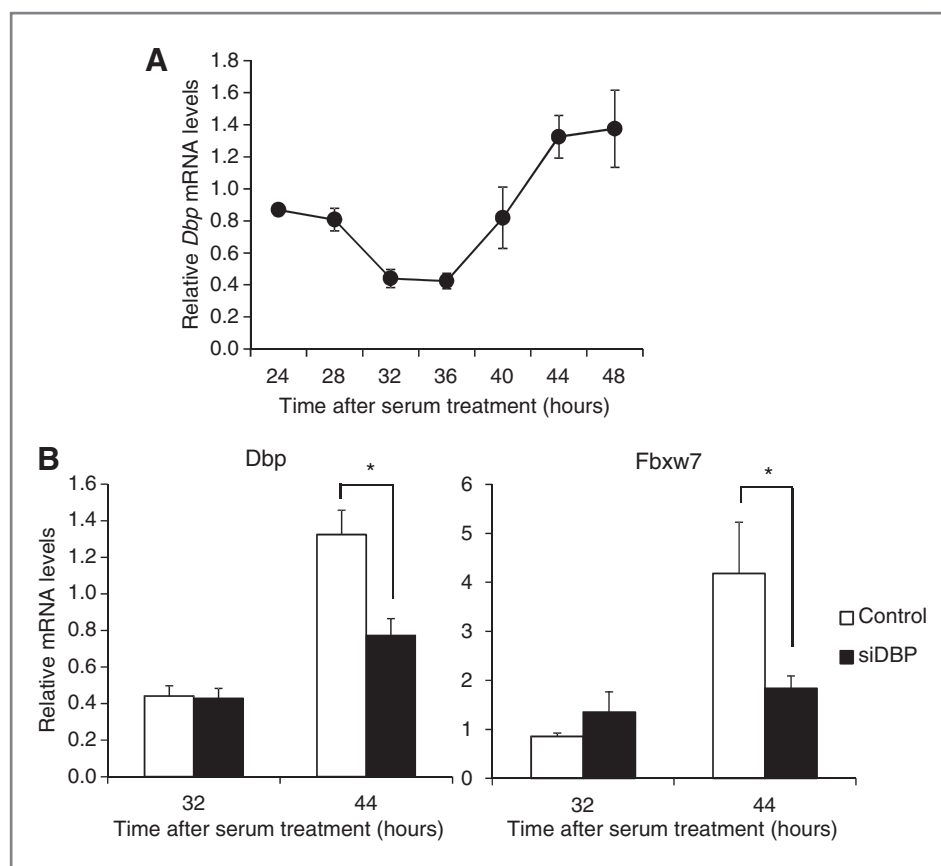 A
Relative Dbp mRNA levels
1.8
1.6
1.4
1.2
1.0
0.8
0.6
0.4
0.2
0.0
24 28 32 36 40 44 48
Time after serum treatment (hours)
B
Dbp
Relative mRNA levels
1.6
1.4
1.2
1.0
0.8
0.6
0.4
0.2
0.0
*
32 44
Time after serum treatment (hours)
Fbxw7
6
5
4
3
2
1
0
*
32 44
Time after serum treatment (hours)
Control
siDBP